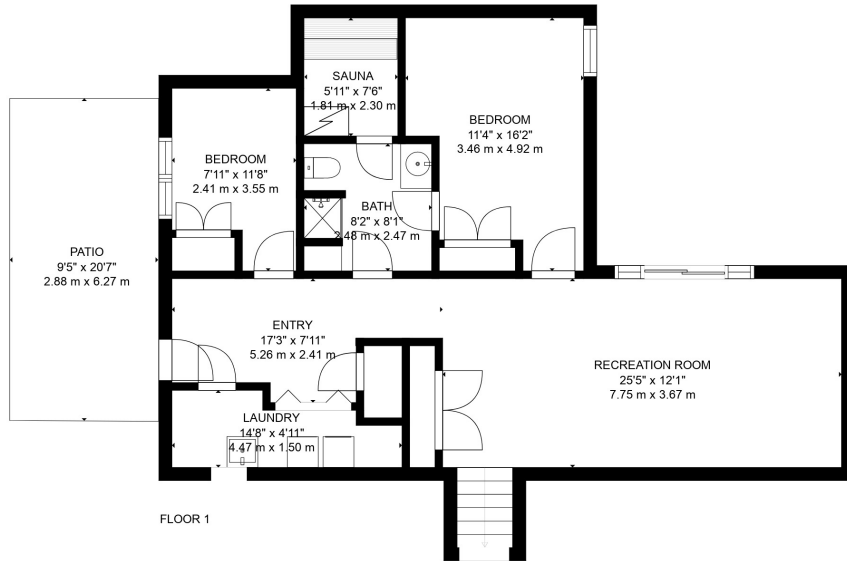 SAUNA
5'11" x 7'6"
1.81 m x 2.30 m
BEDROOM
11'4" x 16'2"
3.46 m x 4.92 m
BEDROOM
7'11" x 11'8"
2.41 m x 3.55 m
BATH
8'2" x 8'1"
2.48 m x 2.47 m
PATIO
9'5" x 20'7"
2.88 m x 6.27 m
ENTRY
17'3" x 7'11"
5.26 m x 2.41 m
RECREATION ROOM
25'5" x 12'1"
7.75 m x 3.67 m
LAUNDRY
14'8" x 4'11"
4.47 m x 1.50 m
FLOOR 1